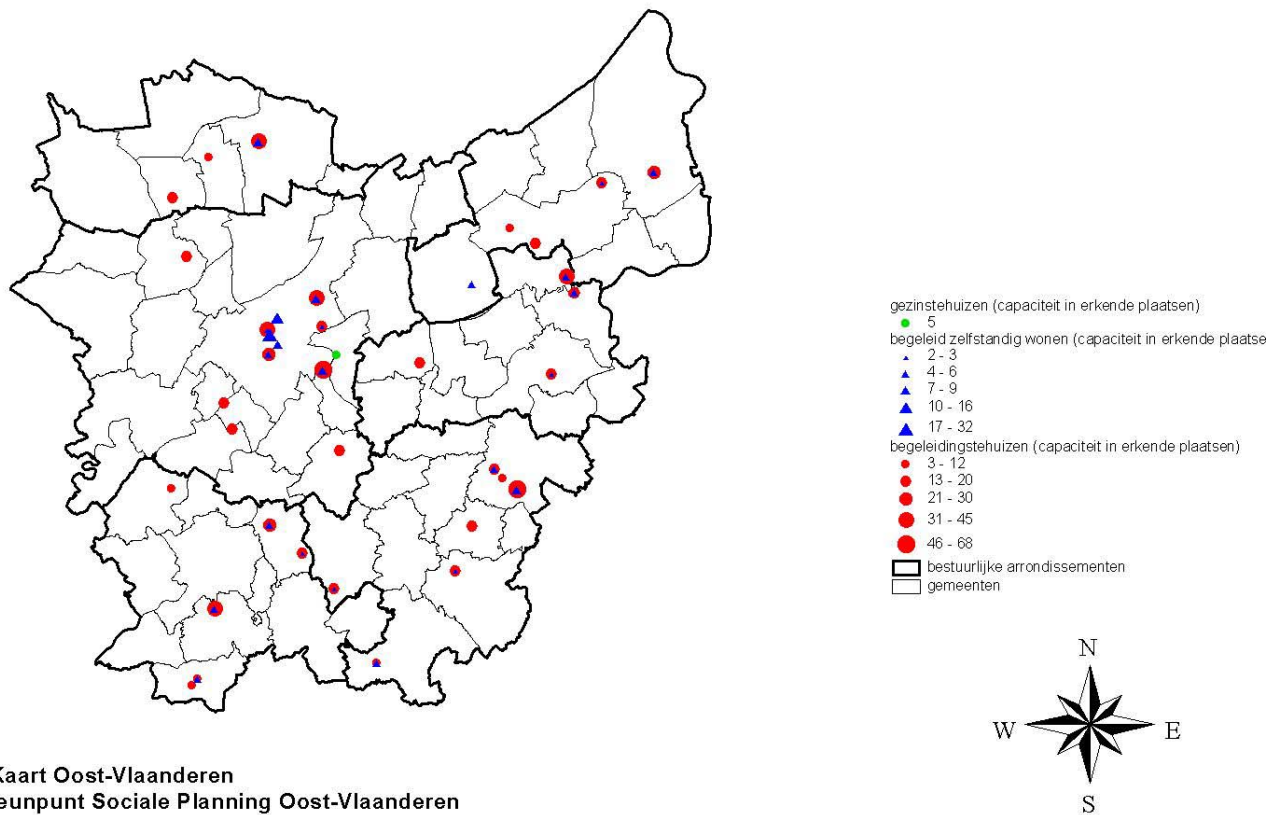 gezinstehuizen (capaciteit in erkende plaatsen)
5
begeleid zelfstandig wonen (capaciteit in erkende plaatse
2 - 3
4 - 6
7 - 9
10 - 16
17 - 32
begeleidingstehuizen (capaciteit in erkende plaatsen)
3 - 12
13 - 20
21 - 30
31 - 45
46 - 68
bestuurlijke arrondissementen
gemeenten
N
W E
S
Kaart Oost-Vlaanderen
eunpunt Sociale Planning Oost-Vlaanderen